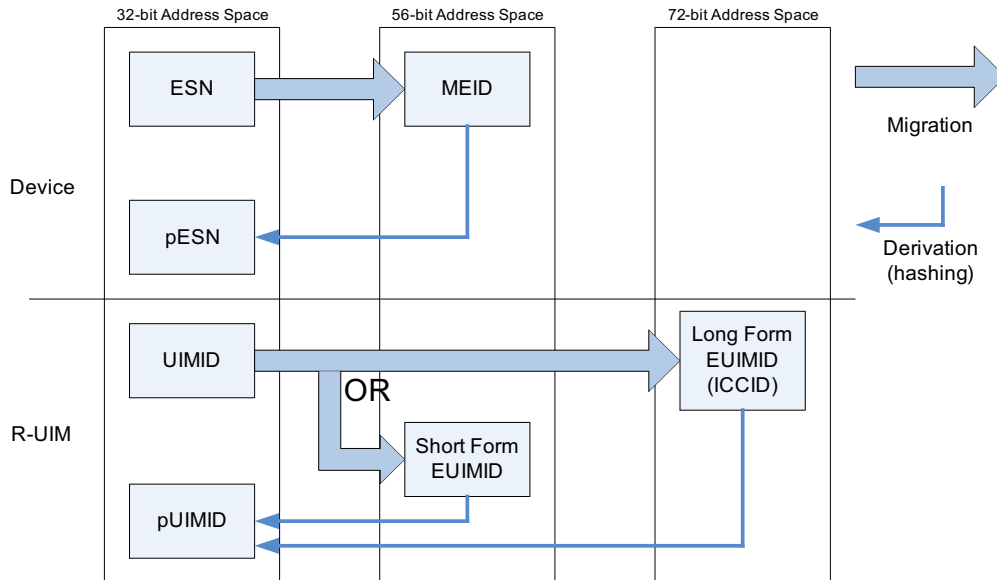 32-bit Address Space
56-bit Address Space
72-bit Address Space
ESN
MEID
Migration
Device
pESN
Derivation
(hashing)
UIMID
Long Form
EUIMID
(ICCID)
OR
R-UIM
Short Form
EUIMID
pUIMID